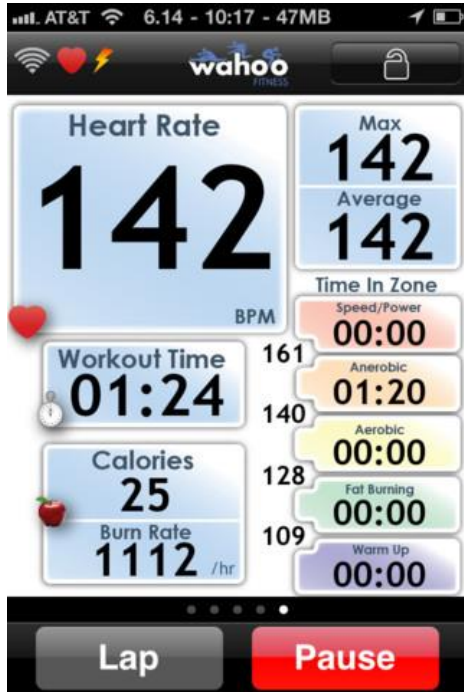 AT&T 6.14 - 10:17 - 47MB
wahoo
FITNESS
Heart Rate
142
BPM
Max
142
Average
142
Time In Zone
Speed/Power
00:00
161
Anerobic
01:20
140
Aerobic
00:00
128
Fat Burning
00:00
109
Warm Up
00:00
Workout Time
01:24
Calories
25
Burn Rate
1112 /hr
Lap
Pause